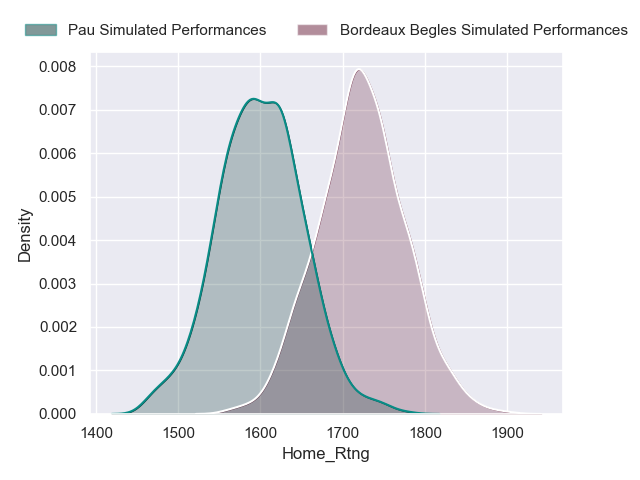 Pau Simulated Performances
Bordeaux Begles Simulated Performances
0.008
0.007
0.006
0.005
0.004
0.003
0.002
0.001
0.000
Density
1400 1500 1600 1700 1800 1900
Home_Rtng